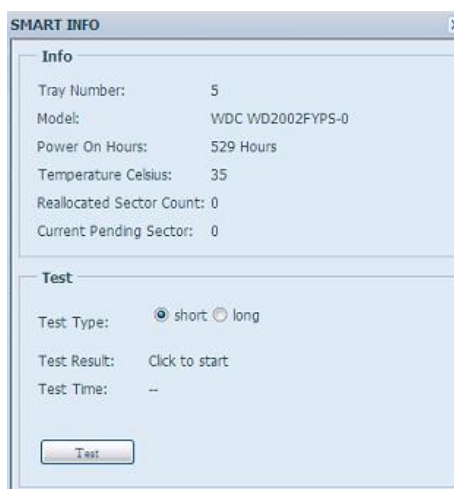 SMART INFO
Info
Tray Number: 5
Model: WDC WD2002FYPS-0
Power On Hours: 529 Hours
Temperature Celsius: 35
Reallocated Sector Count: 0
Current Pending Sector: 0
Test
Test Type: short long
Test Result: Click to start
Test Time: --
Test